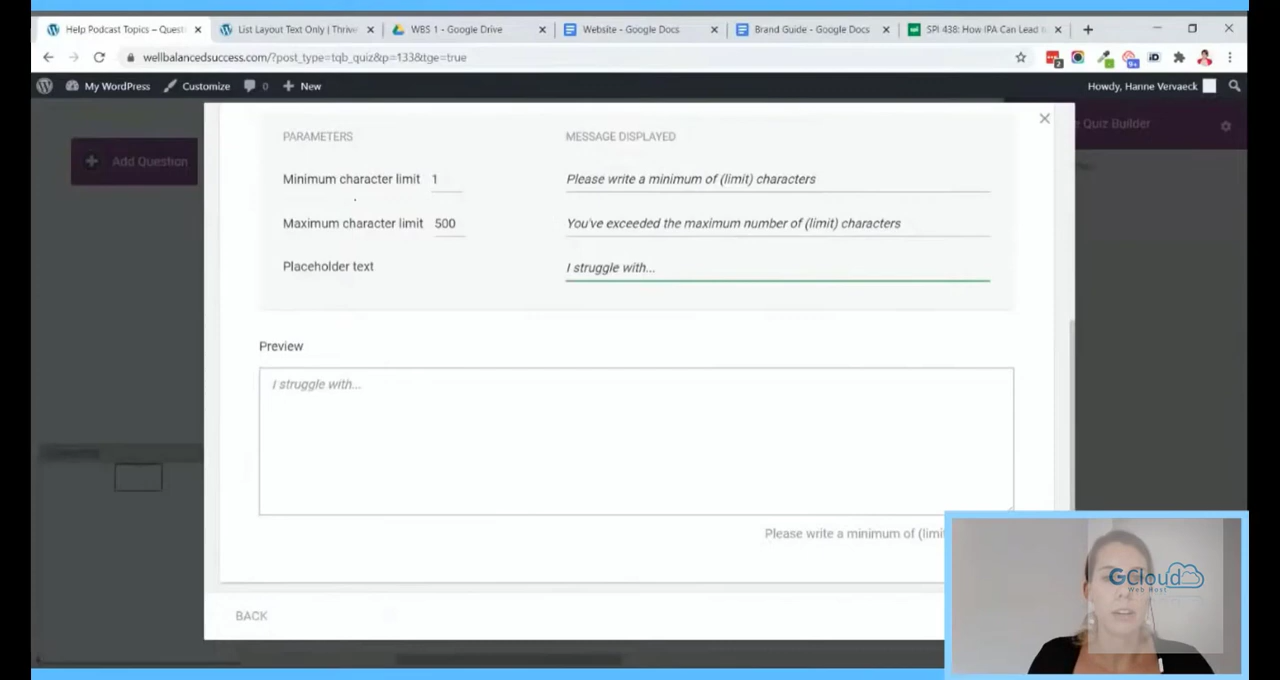 Help Podcast Topics – Quest
List Layout Text Only | Thrive
WBS 1 - Google Drive
Website - Google Docs
Brand Guide - Google Docs
SPI 438: How IPA Can Lead t
wellbalancedsuccess.com/?post_type=tqb_quiz&p=133&tge=true
My WordPress
Customize
0
New
Howdy, Hanne Vervaeck
Add Question
Quiz Builder
PARAMETERS
MESSAGE DISPLAYED
Minimum character limit 1
Please write a minimum of (limit) characters
Maximum character limit 500
You've exceeded the maximum number of (limit) characters
Placeholder text
I struggle with...
Preview
I struggle with...
Please write a minimum of (limi
BACK
GCloud
Web Host